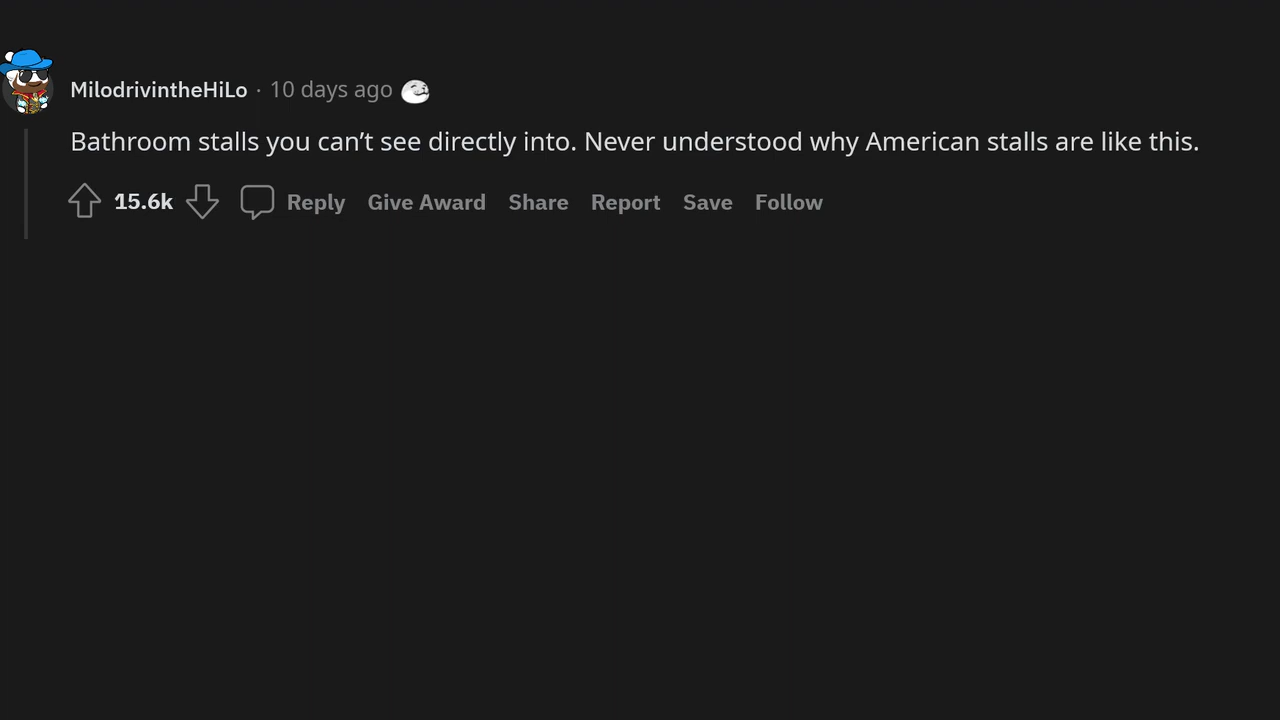 MilodrivintheHiLo · 10 days ago
Bathroom stalls you can’t see directly into. Never understood why American stalls are like this.
15.6k Reply Give Award Share Report Save Follow